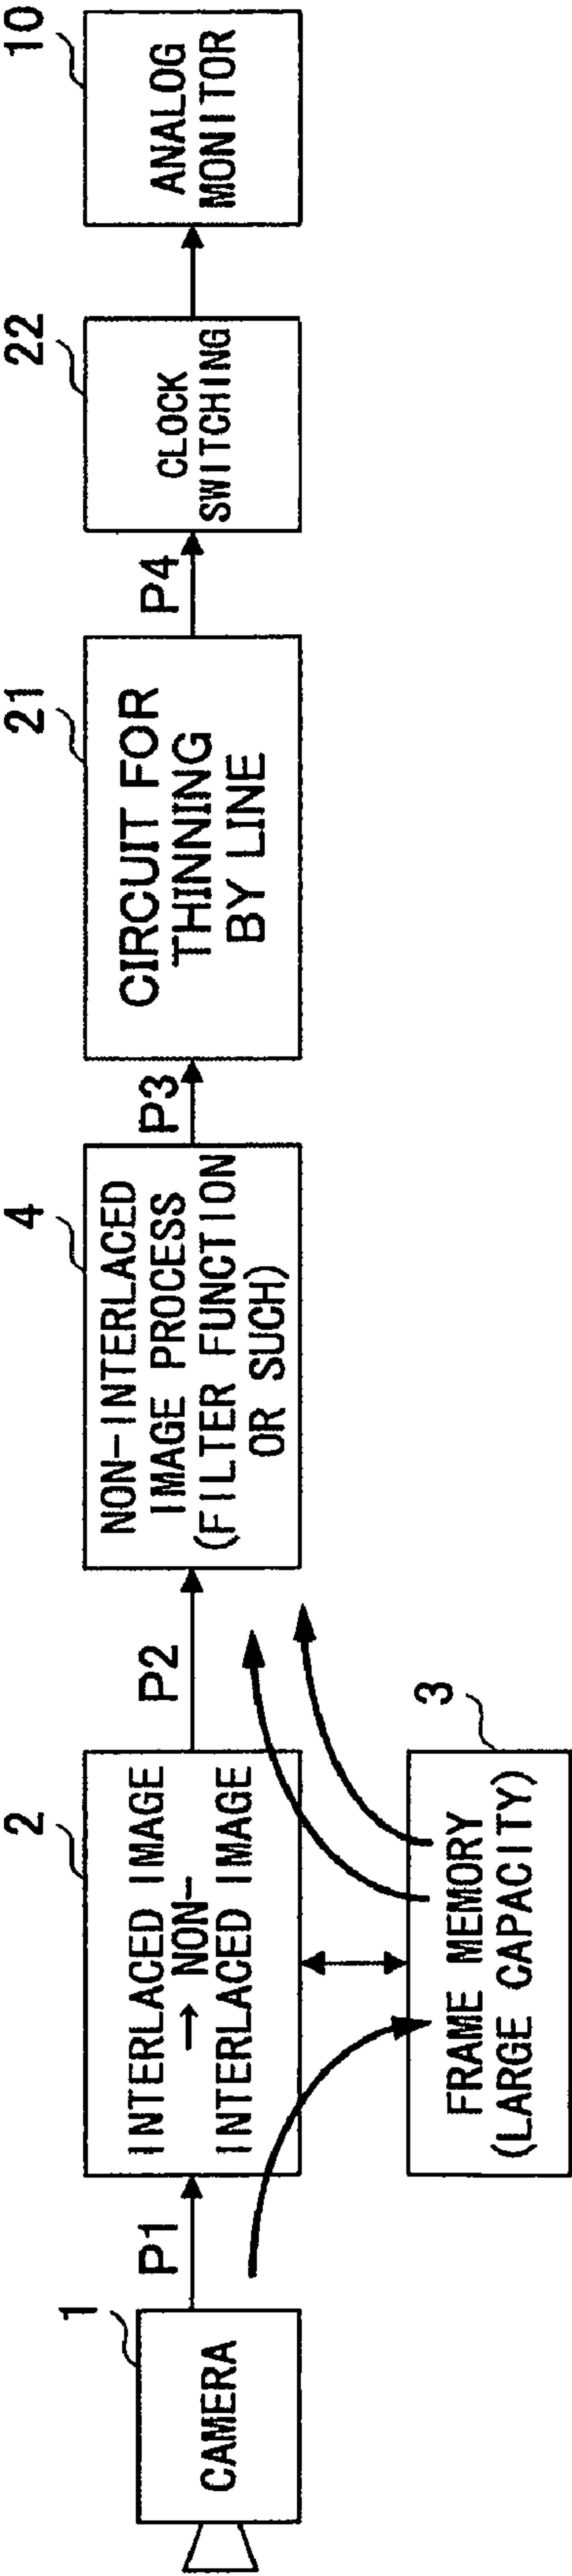 1
CAMERA
P1
2
INTERLACED IMAGE
→ NON-
INTERLACED IMAGE
3
FRAME MEMORY
(LARGE CAPACITY)
P2
4
NON-INTERLACED
IMAGE PROCESS
(FILTER FUNCTION
OR SUCH)
P3
21
CIRCUIT FOR
THINNING
BY LINE
P4
22
CLOCK
SWITCHING
10
ANALOG
MONITOR